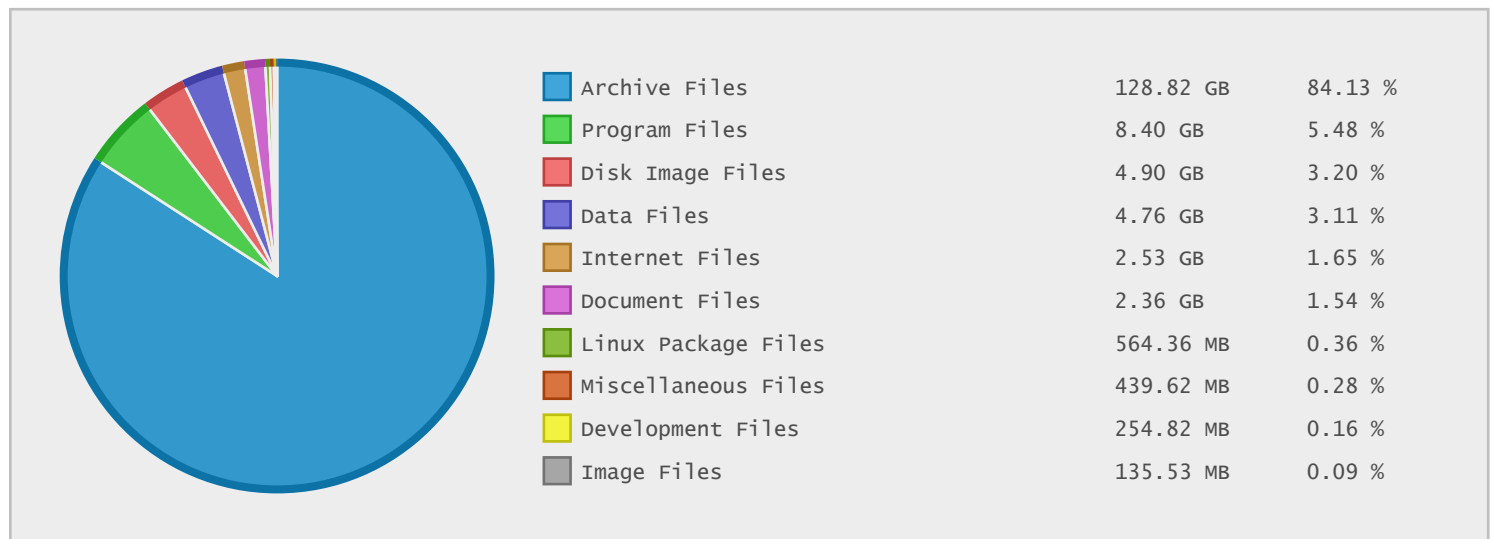 Archive Files 128.82 GB 84.13 %
Program Files 8.40 GB 5.48 %
Disk Image Files 4.90 GB 3.20 %
Data Files 4.76 GB 3.11 %
Internet Files 2.53 GB 1.65 %
Document Files 2.36 GB 1.54 %
Linux Package Files 564.36 MB 0.36 %
Miscellaneous Files 439.62 MB 0.28 %
Development Files 254.82 MB 0.16 %
Image Files 135.53 MB 0.09 %